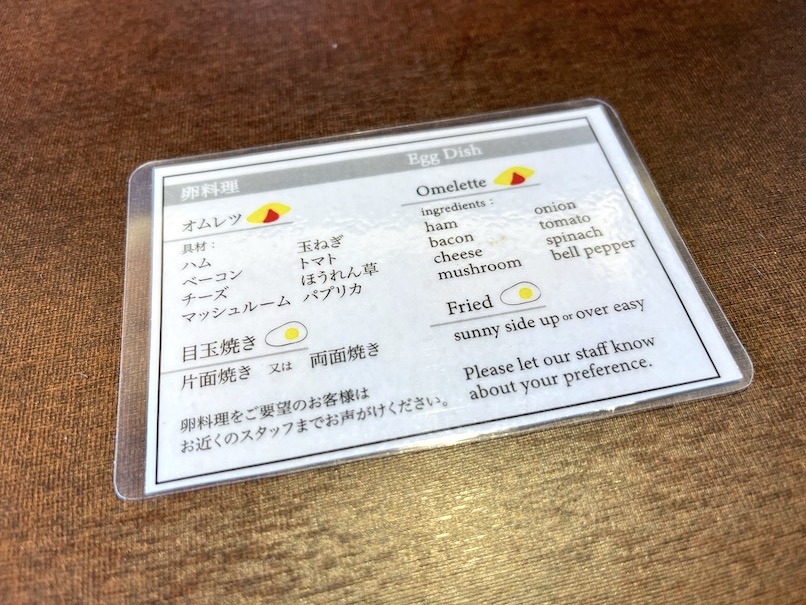 卵料理
オムレツ
具材：
ハム
ベーコン
チーズ
マッシュルーム
玉ねぎ
トマト
ほうれん草
パプリカ
目玉焼き
片面焼き 又は 両面焼き
卵料理をご要望のお客様は
お近くのスタッフまでお声がけください。
Egg Dish
Omelette
ingredients：
ham
bacon
cheese
mushroom
onion
tomato
spinach
bell pepper
Fried
sunny side up or over easy
Please let our staff know
about your preference.